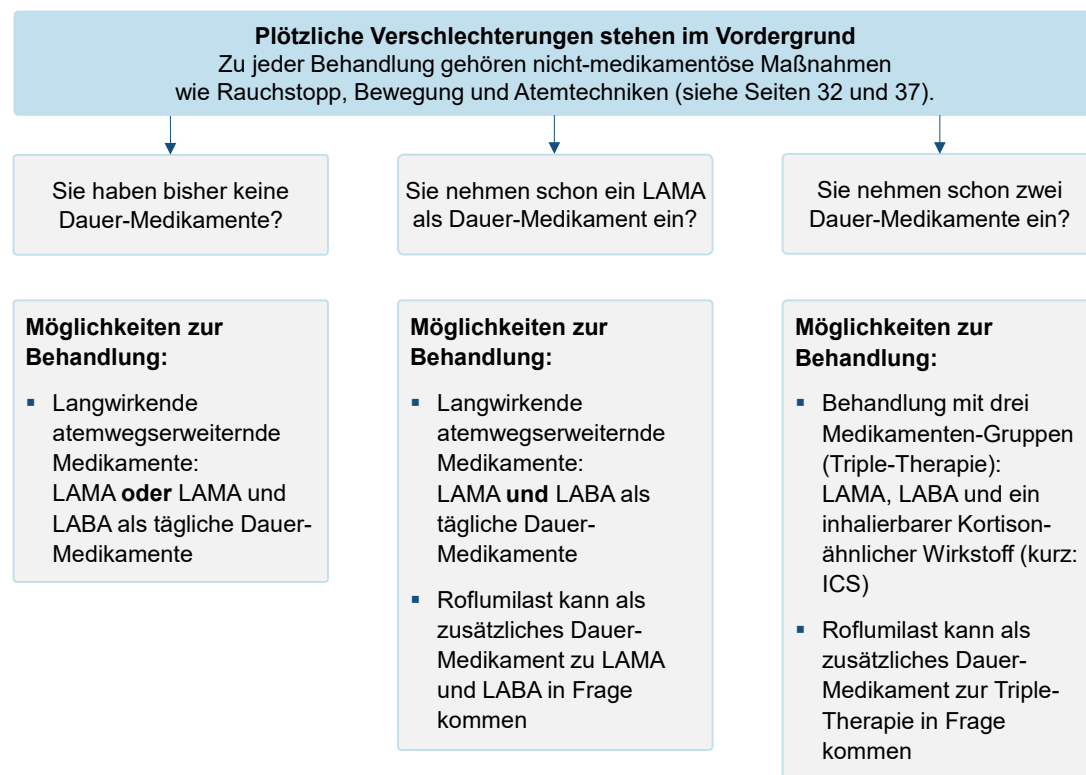 Plötzliche Verschlechterungen stehen im Vordergrund
Zu jeder Behandlung gehören nicht-medikamentöse Maßnahmen
wie Rauchstopp, Bewegung und Atemtechniken (siehe Seiten 32 und 37).
Sie haben bisher keine
Dauer-Medikamente?
Sie nehmen schon ein LAMA
als Dauer-Medikament ein?
Sie nehmen schon zwei
Dauer-Medikamente ein?
Möglichkeiten zur
Behandlung:
▪ Langwirkende
atemwegserweiternde
Medikamente:
LAMA oder LAMA und
LABA als tägliche Dauer-
Medikamente
Möglichkeiten zur
Behandlung:
▪ Langwirkende
atemwegserweiternde
Medikamente:
LAMA und LABA als
tägliche Dauer-
Medikamente
▪ Roflumilast kann als
zusätzliches Dauer-
Medikament zu LAMA
und LABA in Frage
kommen
Möglichkeiten zur
Behandlung:
▪ Behandlung mit drei
Medikamenten-Gruppen
(Triple-Therapie):
LAMA, LABA und ein
inhalierbarer Kortison-
ähnlicher Wirkstoff (kurz:
ICS)
▪ Roflumilast kann als
zusätzliches Dauer-
Medikament zur Triple-
Therapie in Frage
kommen